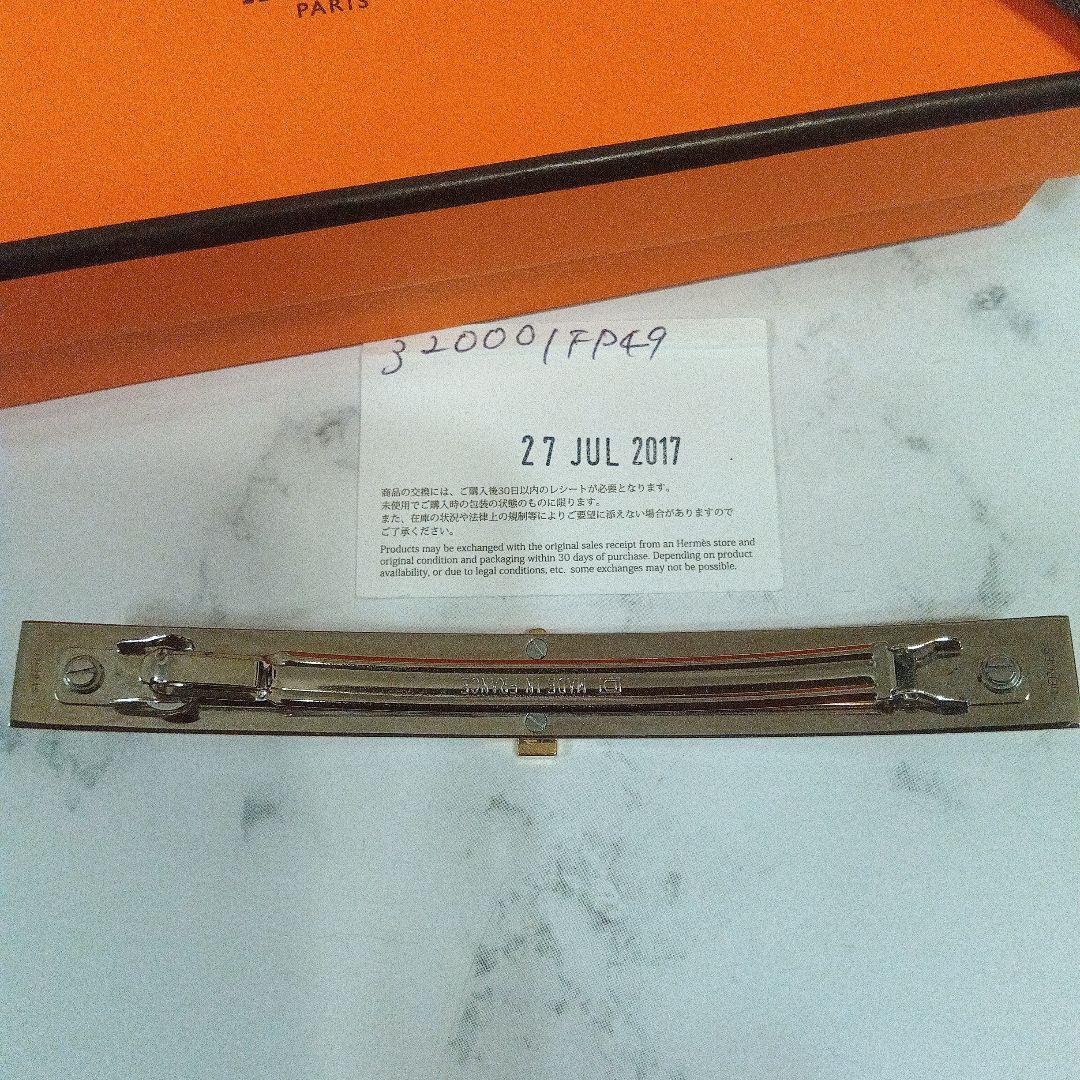 PARIS
320001FP49
27 JUL 2017
商品の交換には、ご購入後30日以内のレシートが必要となります。
未使用でご購入時の包装の状態のものに限ります。
また、在庫の状況や法律上の規制等によりご要望に添えない場合がありますので
ご了承ください。
Products may be exchanged with the original sales receipt from an Hermès store and
original condition and packaging within 30 days of purchase. Depending on product
availability, or due to legal conditions, etc. some exchanges may not be possible.
MADE IN FRANCE